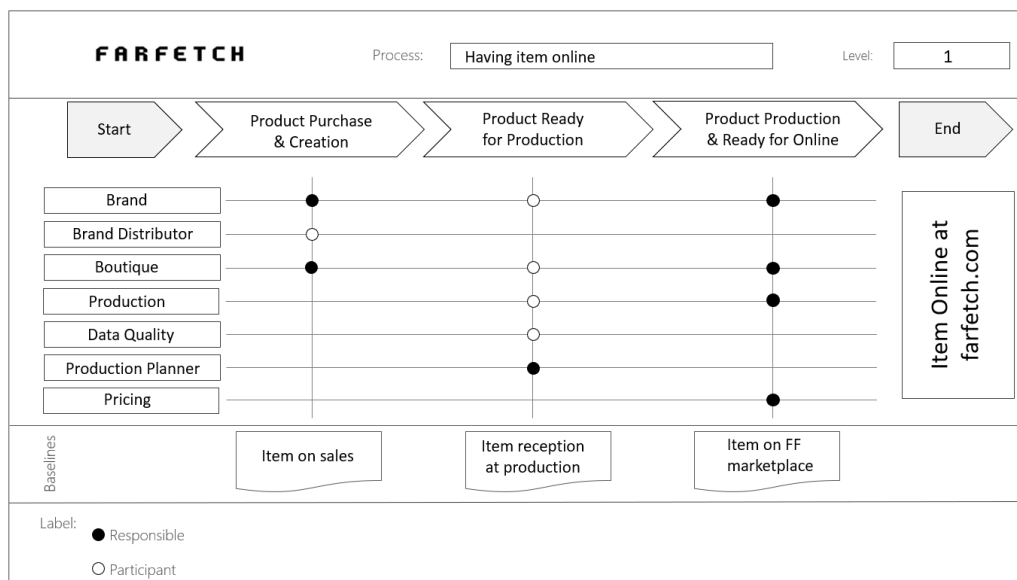 FARFETCH
Process:
Having item online
Level:
1
Start
Product Purchase
& Creation
Product Ready
for Production
Product Production
& Ready for Online
End
Brand
Brand Distributor
Boutique
Production
Data Quality
Production Planner
Pricing
Item Online at
farfetch.com
Baselines
Item on sales
Item reception
at production
Item on FF
marketplace
Label:
Responsible
Participant